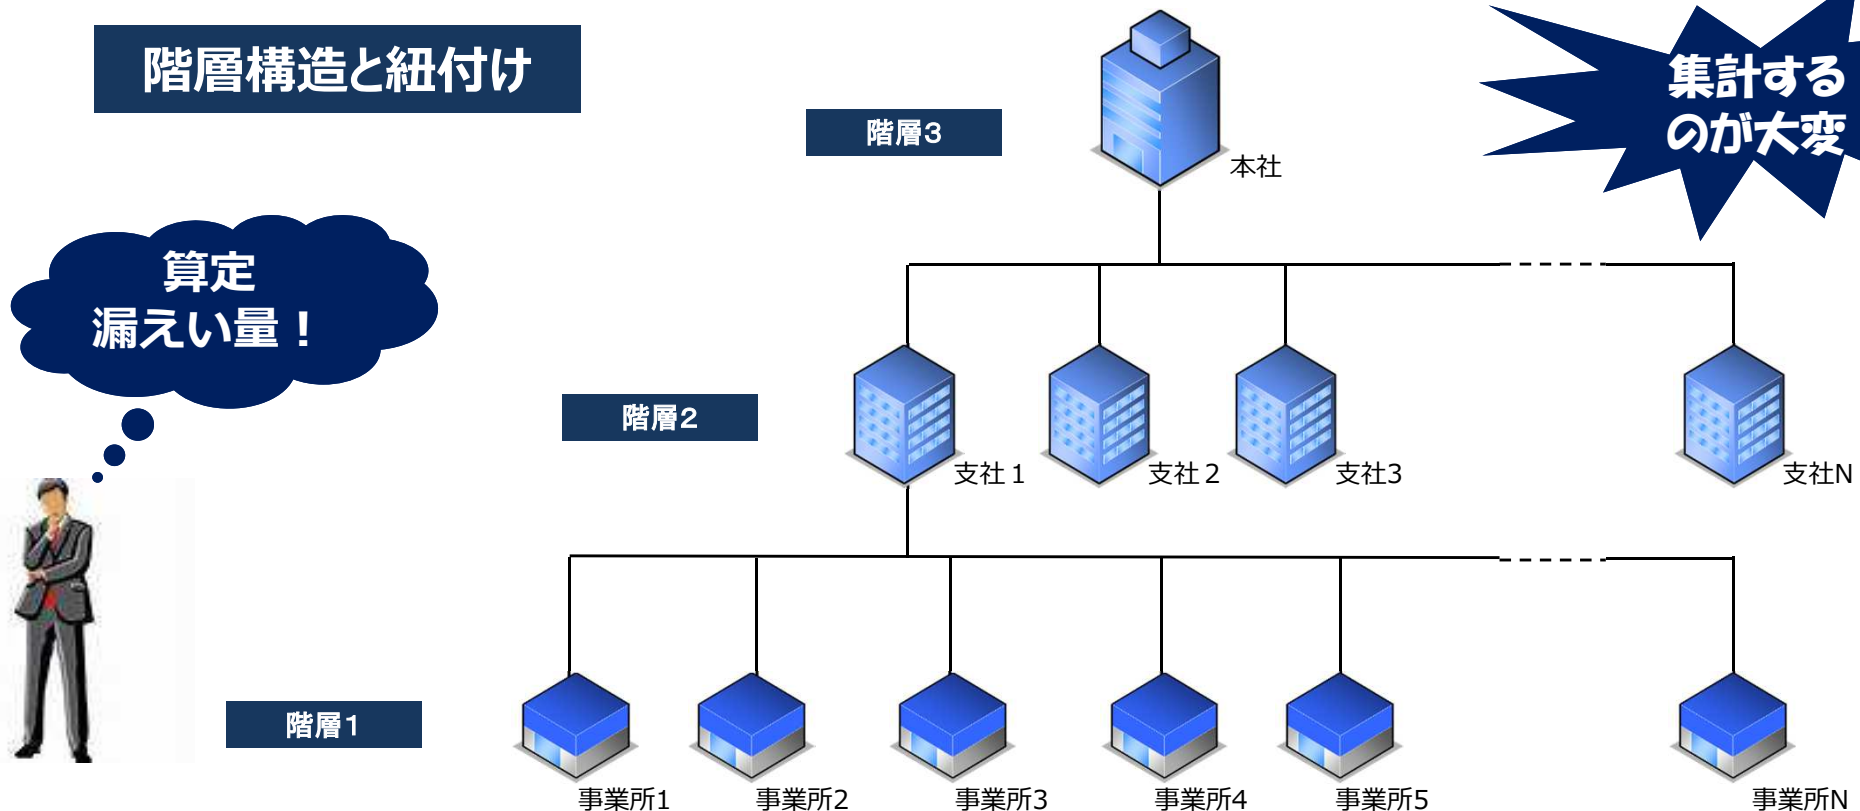 階層構造と紐付け
集計する
のが大変
階層3
本社
算定
漏えい量！
階層2
支社１
支社２
支社3
支社N
階層1
事業所1
事業所2
事業所3
事業所4
事業所5
事業所N